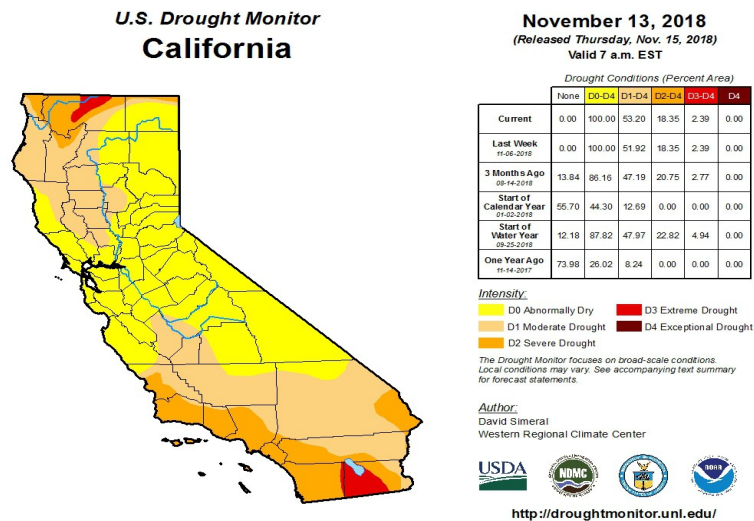 U.S. Drought Monitor
California
November 13, 2018
(Released Thursday, Nov. 15, 2018)
Valid 7 a.m. EST
Drought Conditions (Percent Area)
None D0-D4 D1-D4 D2-D4 D3-D4 D4
Current 0.00 100.00 53.20 18.35 2.39 0.00
Last Week
11-06-2018 0.00 100.00 51.92 18.35 2.39 0.00
3 Months Ago
08-14-2018 13.84 86.16 47.19 20.75 2.77 0.00
Start of
Calendar Year
01-02-2018 55.70 44.30 12.69 0.00 0.00 0.00
Start of
Water Year
09-25-2018 12.18 87.82 47.97 22.82 4.94 0.00
One Year Ago
11-14-2017 73.98 26.02 8.24 0.00 0.00 0.00
Intensity:
D0 Abnormally Dry
D1 Moderate Drought
D2 Severe Drought
D3 Extreme Drought
D4 Exceptional Drought
The Drought Monitor focuses on broad-scale conditions.
Local conditions may vary. See accompanying text summary
for forecast statements.
Author:
David Simeral
Western Regional Climate Center
USDA
NDMC
NOAA
http://droughtmonitor.unl.edu/